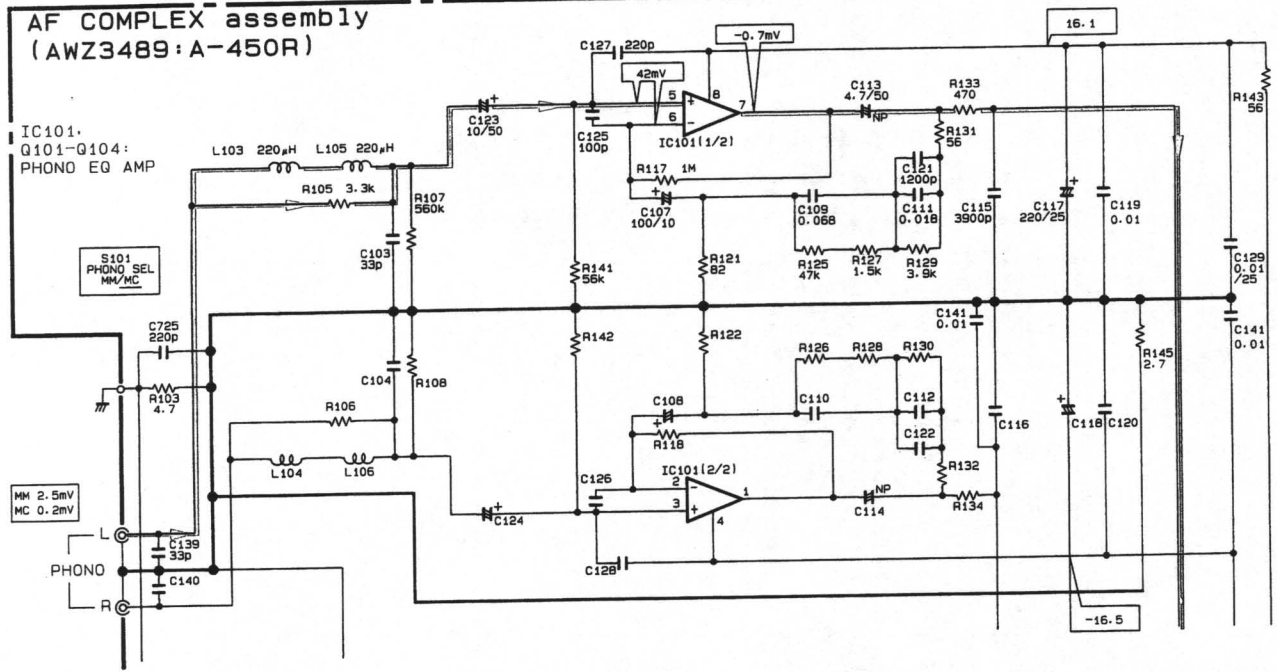 AF COMPLEX assembly
(AWZ3489:A-450R)
IC101,
Q101-Q104:
PHONO EQ AMP
S101
PHONO SEL
MM/MC
L103 220µH
L105 220µH
R105 3.3k
R107
560k
C103
33p
C123
10/50
C127 220p
42mV
C125
100p
5
+
6
-
8
7
IC101(1/2)
-0.7mV
16.1
C113
4.7/50
NP
R133
470
R131
56
R117 1M
C107
100/10
C109
0.068
C121
1200p
C111
0.018
R125
47k
R127
1.5k
R129
3.9k
R121
82
R141
56k
C115
3900p
C117
220/25
C119
0.01
C129
0.01
/25
R143
56
C725
220p
R103
4.7
C104
R108
R106
L104
L106
R142
R122
R126
R128
R130
C108
R118
C110
C112
C122
C141
0.01
C116
C118
C120
R145
2.7
C141
0.01
C124
C126
IC101(2/2)
2
-
3
+
4
1
NP
C114
R132
R134
C128
-16.5
MM 2.5mV
MC 0.2mV
L
PHONO
R
C139
33p
C140